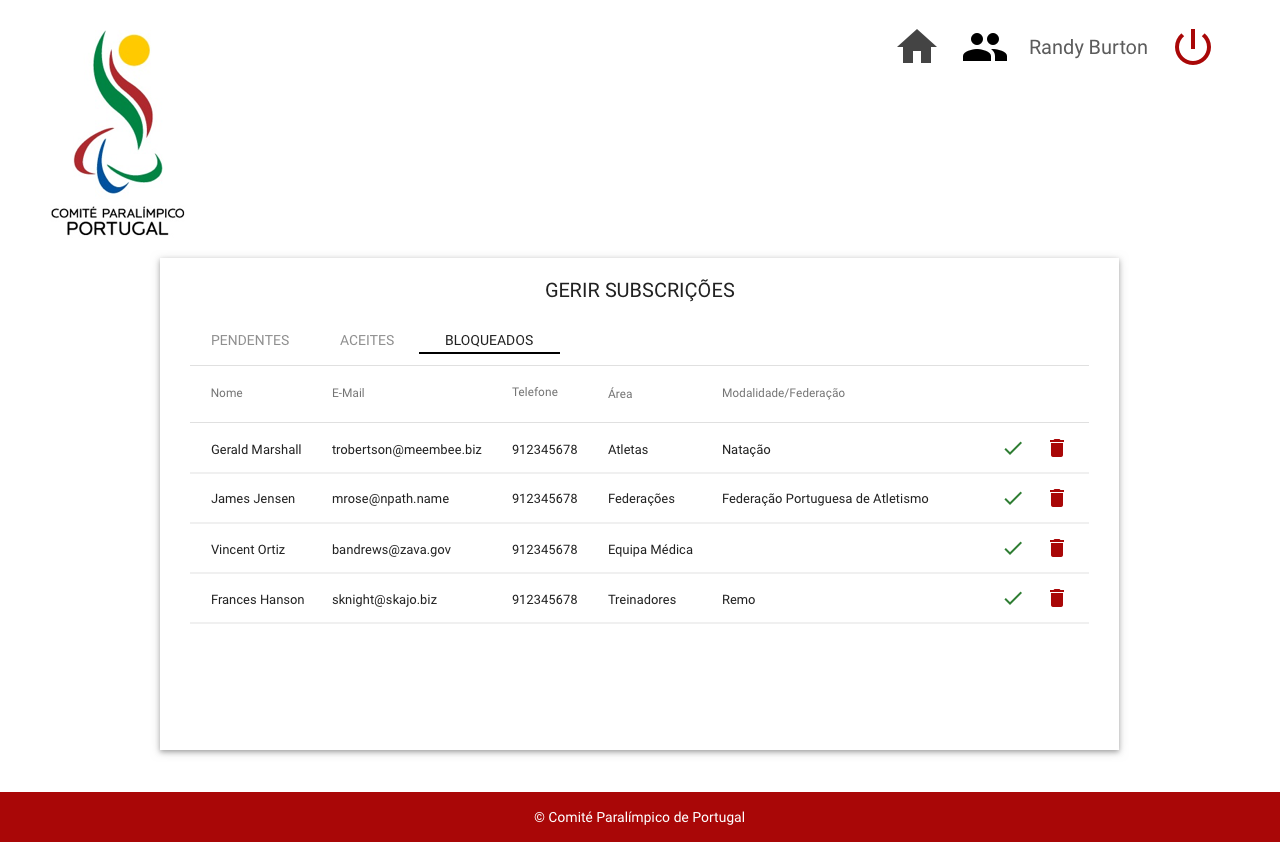 Randy Burton
COMITÉ PARALÍMPICO
PORTUGAL
GERIR SUBSCRIÇÕES
PENDENTES ACEITES BLOQUEADOS
Nome E-Mail Telefone Área Modalidade/Federação
Gerald Marshall trobertson@meembee.biz 912345678 Atletas Natação
James Jensen mrose@npath.name 912345678 Federações Federação Portuguesa de Atletismo
Vincent Ortiz bandrews@zava.gov 912345678 Equipa Médica
Frances Hanson sknight@skajo.biz 912345678 Treinadores Remo
© Comité Paralímpico de Portugal